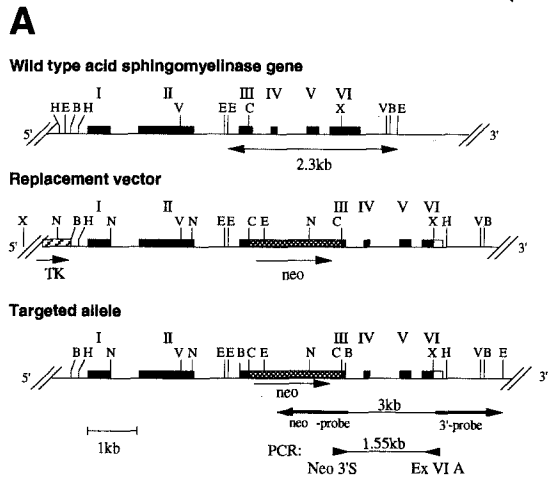 A
Wild type acid sphingomyelinase gene
I II III IV V VI
H E B H V E E C X V B E
5' 3'
2.3kb
Replacement vector
I II III IV V VI
X N B H N V N E E C E N C X H V B
5' 3'
TK neo
Targeted allele
I II III IV V VI
B H N V N E E B C E N C B X H V B E
5' 3'
neo
3kb
neo -probe 3'-probe
1kb
PCR: 1.55kb
Neo 3'S Ex VI A